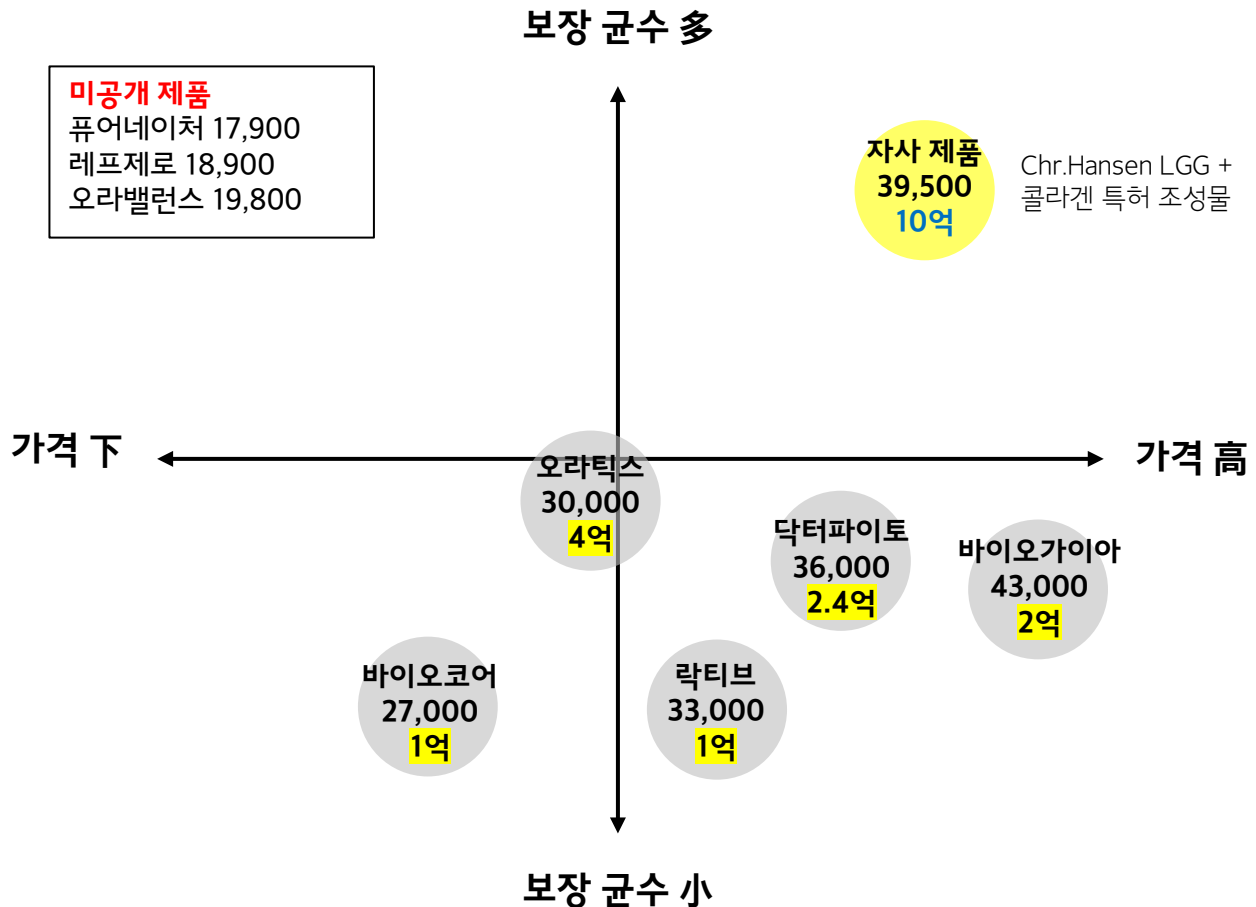 보장 균수 多
미공개 제품
퓨어네이처 17,900
레프제로 18,900
오라밸런스 19,800
자사 제품
39,500
10억
Chr.Hansen LGG +
콜라겐 특허 조성물
가격 下
가격 高
오라틱스
30,000
4억
닥터파이토
36,000
2.4억
바이오가이아
43,000
2억
바이오코어
27,000
1억
락티브
33,000
1억
보장 균수 小